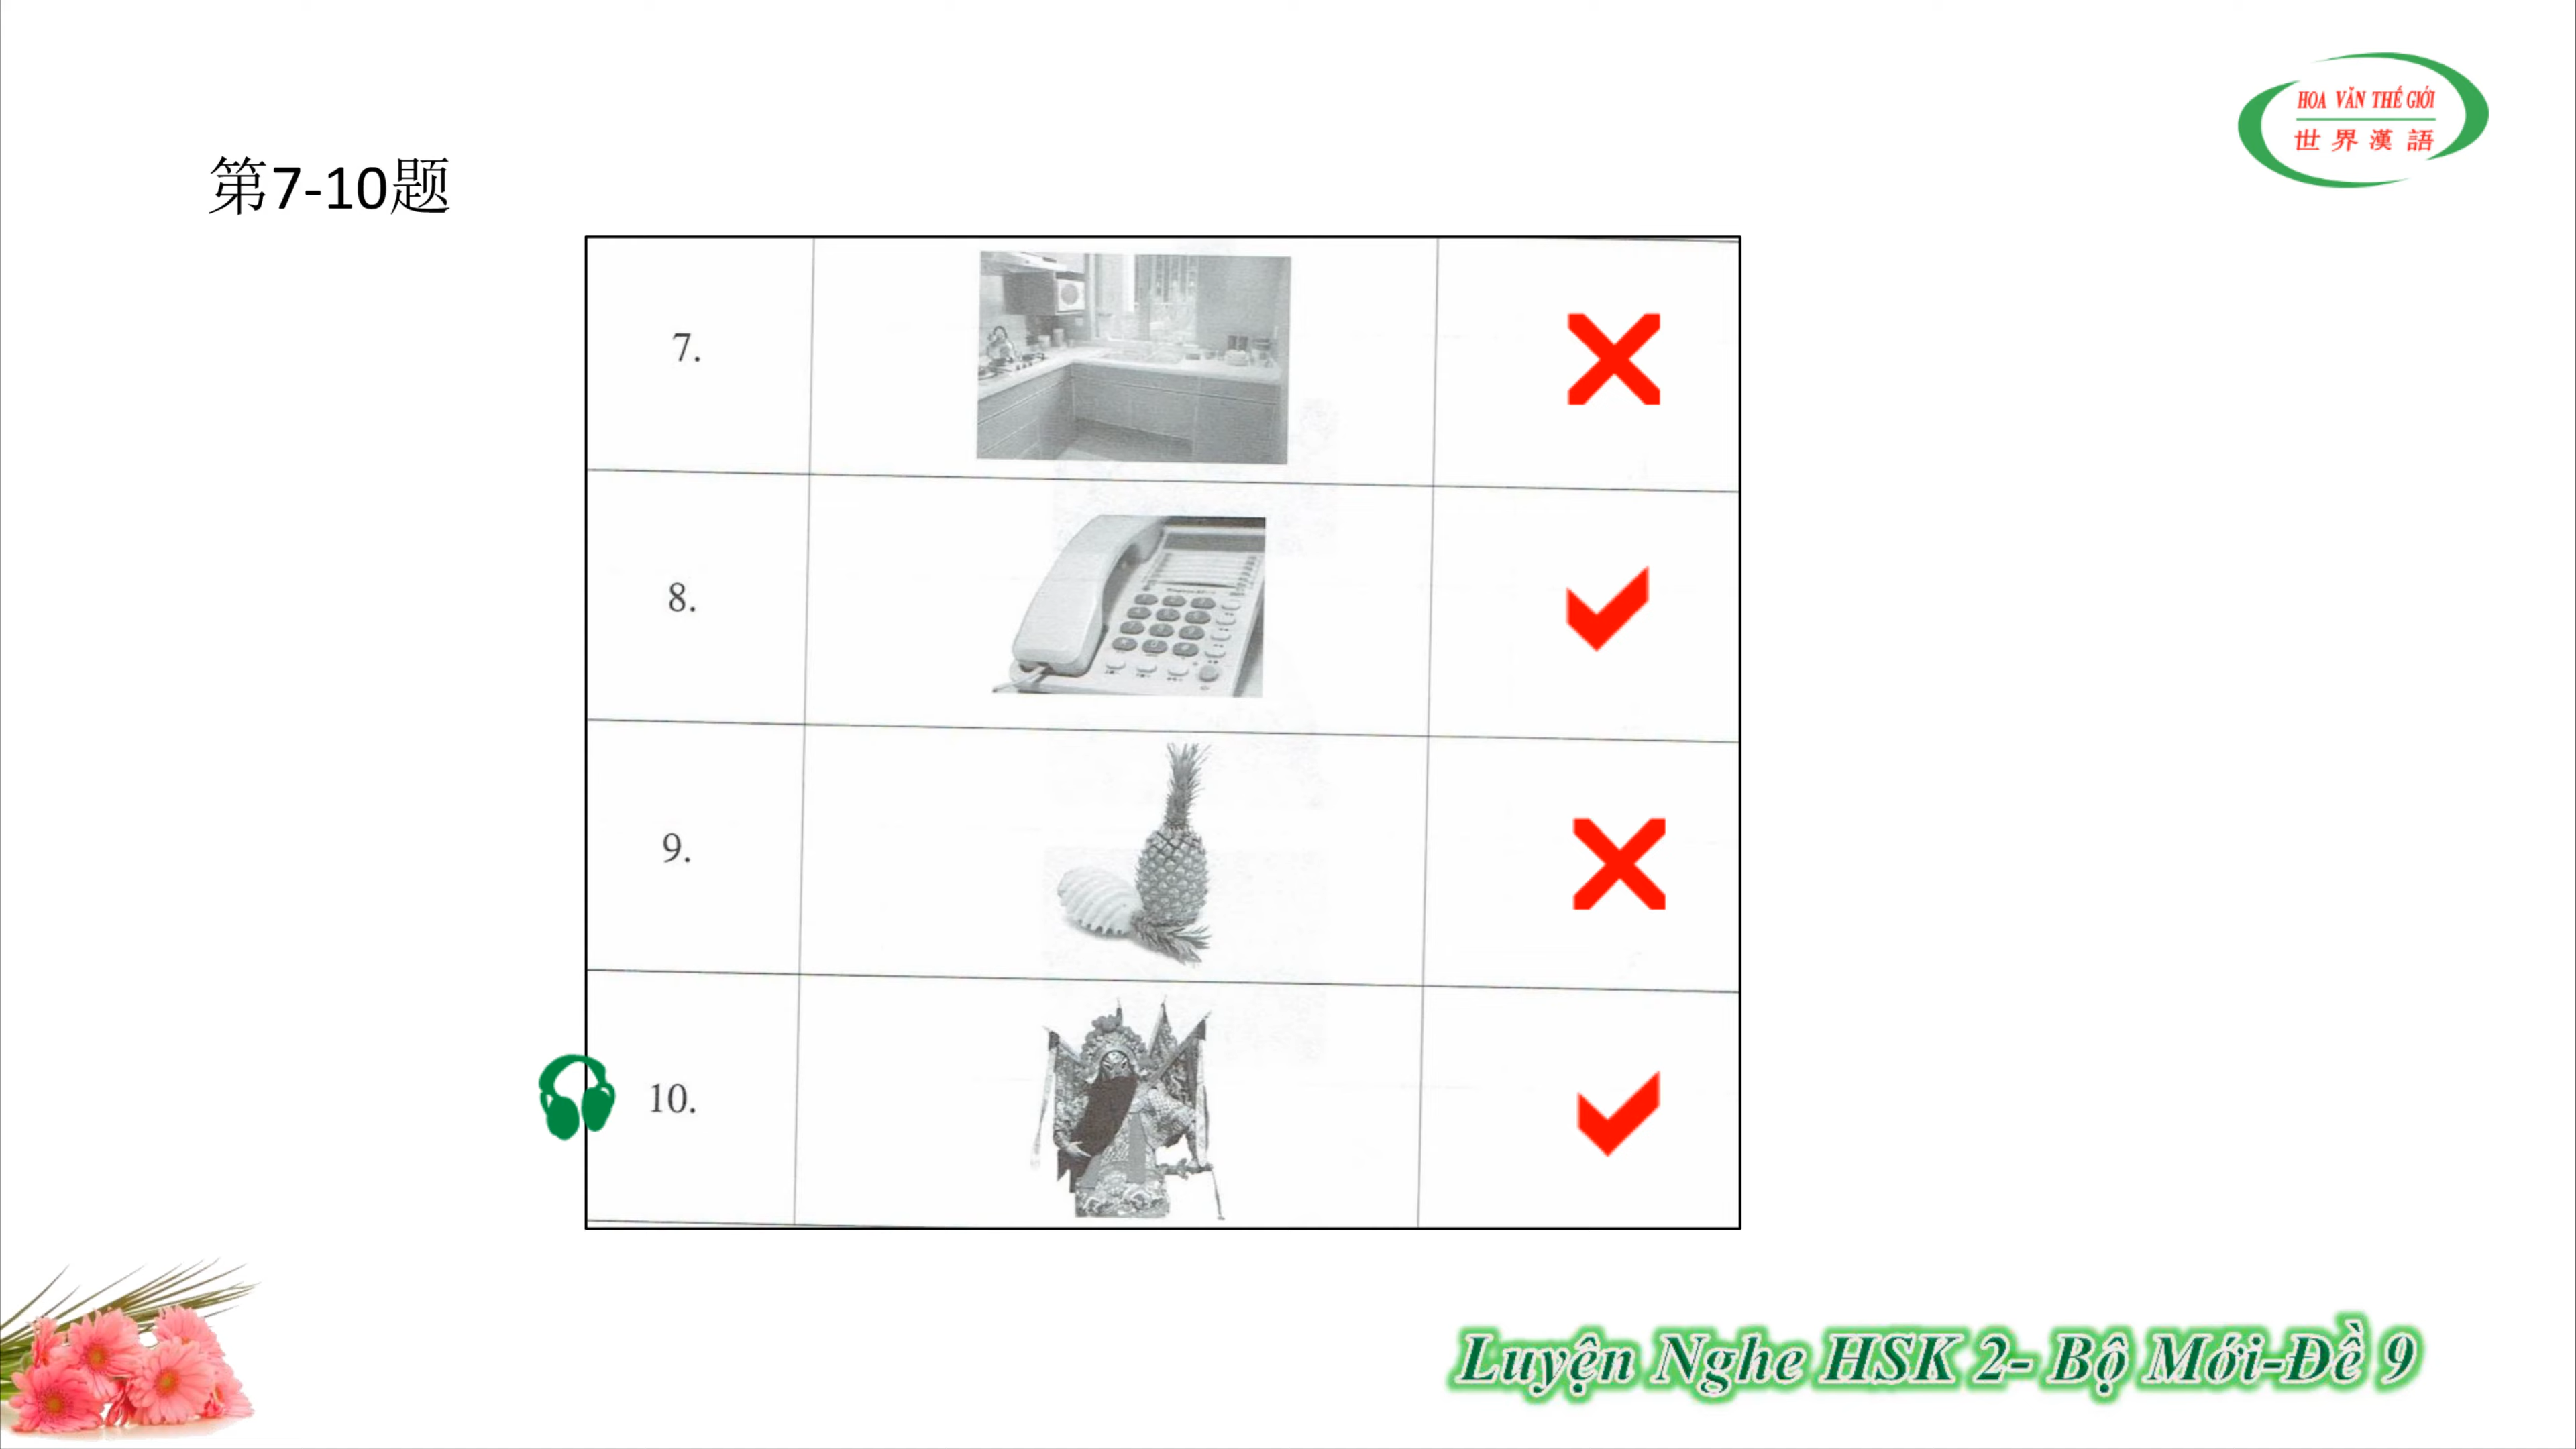 HOA VĂN THẾ GIỚI
世界漢語
第7-10题
7.
8.
9.
10.
Luyện Nghe HSK 2- Bộ Mới-Đề 9